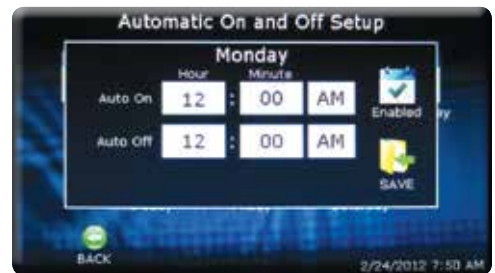 Automatic On and Off Setup
Monday
Hour Minute
Auto On 12 : 00 AM
Enabled
Auto Off 12 : 00 AM
SAVE
BACK
2/24/2012 7:50 AM